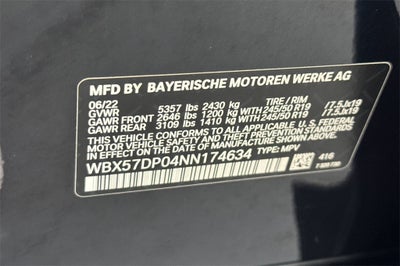 MFD BY BAYERISCHE MOTOREN WERKE AG
06/22 TIRE / RIM
GVWR 5357 lbs 2430 kg
GAWR FRONT 2646 lbs 1200 kg WITH 245/50 R19 /7.5Jx19
GAWR REAR 3109 lbs 1410 kg WITH 245/50 R19 /7.5Jx19
THIS VEHICLE CONFORMS TO ALL APPLICABLE U.S. FEDERAL
MOTOR VEHICLE SAFETY AND THEFT PREVENTION STANDARDS
IN EFFECT ON THE DATE OF MANUFACTURE SHOWN ABOVE.
WBX57DP04NN174634 TYPE: MPV 416